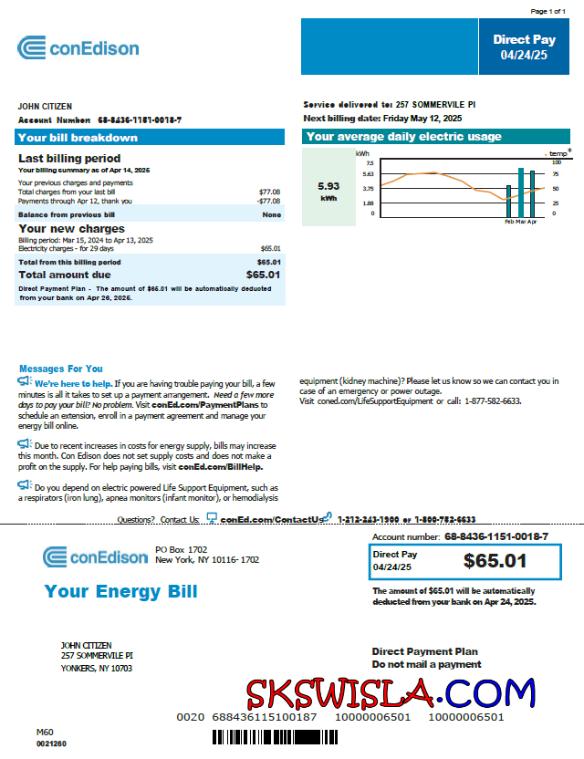 Page 1 of 1
conEdison
Direct Pay
04/24/25
JOHN CITIZEN
Account Number: 68-8436-1151-0018-7
Service delivered to: 257 SOMMERVILE PI
Next billing date: Friday May 12, 2025
Your bill breakdown
Last billing period
Your billing summary as of Apr 14, 2026
Your previous charges and payments
Total charges from your last bill $77.08
Payments through Apr 12, thank you -$77.08
Balance from previous bill None
Your new charges
Billing period: Mar 15, 2024 to Apr 13, 2025
Electricity charges - for 29 days $65.01
Total from this billing period $65.01
Total amount due $65.01
Direct Payment Plan - The amount of $65.01 will be automatically deducted
from your bank on Apr 26, 2025.
Your average daily electric usage
kWh temp°
5.93
kWh
7.5 100
5.63 75
3.75 50
1.88 25
0 0
Feb Mar Apr
Messages For You
We're here to help. If you are having trouble paying your bill, a few
minutes is all it takes to set up a payment arrangement. Need a few more
days to pay your bill? No problem. Visit conEd.com/PaymentPlans to
schedule an extension, enroll in a payment agreement and manage your
energy bill online.
Due to recent increases in costs for energy supply, bills may increase
this month. Con Edison does not set supply costs and does not make a
profit on the supply. For help paying bills, visit conEd.com/BillHelp.
Do you depend on electric powered Life Support Equipment, such as
a respirators (iron lung), apnea monitors (infant monitor), or hemodialysis
equipment (kidney machine)? Please let us know so we can contact you in
case of an emergency or power outage.
Visit coned.com/LifeSupportEquipment or call: 1-877-582-6633.
Questions? Contact Us: conEd.com/ContactUs 1-212-243-1900 or 1-800-752-6633
conEdison
PO Box 1702
New York, NY 10116- 1702
Your Energy Bill
Account number: 68-8436-1151-0018-7
Direct Pay
04/24/25
$65.01
The amount of $65.01 will be automatically
deducted from your bank on Apr 24, 2025.
JOHN CITIZEN
257 SOMMERVILE PI
YONKERS, NY 10703
Direct Payment Plan
Do not mail a payment
SKSWISLA.COM
0020 688436115100187 10000006501 10000006501
M60
0021260